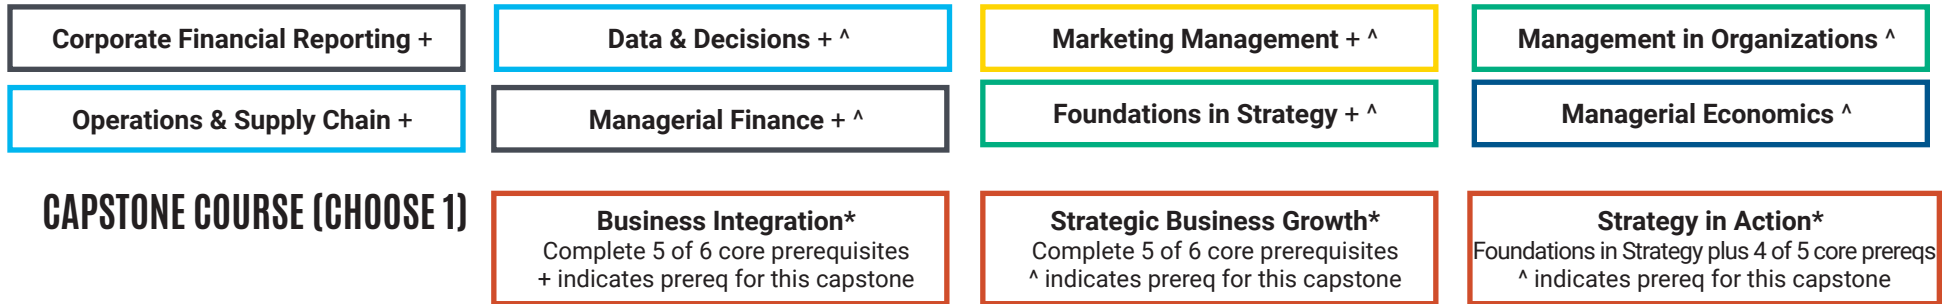 Corporate Financial Reporting +
Data & Decisions + ^
Marketing Management + ^
Management in Organizations ^
Operations & Supply Chain +
Managerial Finance + ^
Foundations in Strategy + ^
Managerial Economics ^
CAPSTONE COURSE (CHOOSE 1)
Business Integration*
Complete 5 of 6 core prerequisites
+ indicates prereq for this capstone
Strategic Business Growth*
Complete 5 of 6 core prerequisites
^ indicates prereq for this capstone
Strategy in Action*
Foundations in Strategy plus 4 of 5 core prereqs
^ indicates prereq for this capstone